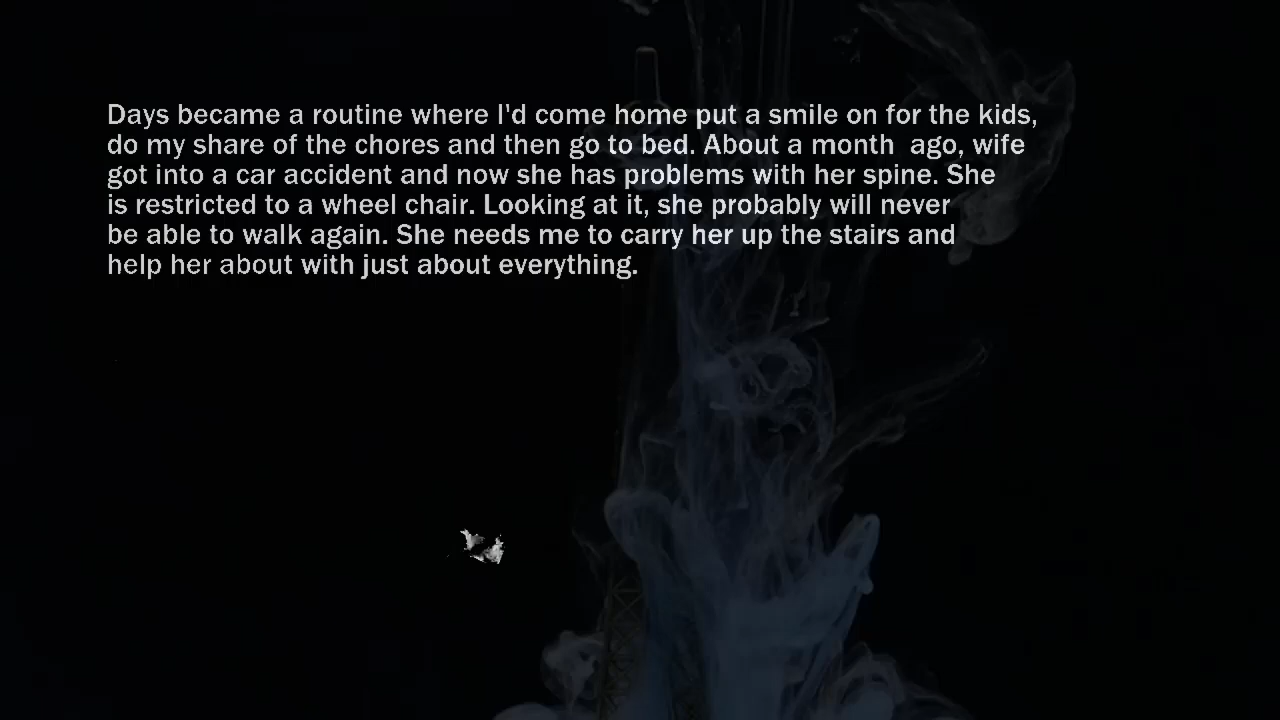 Days became a routine where I'd come home put a smile on for the kids,
do my share of the chores and then go to bed. About a month  ago, wife
got into a car accident and now she has problems with her spine. She
is restricted to a wheel chair. Looking at it, she probably will never
be able to walk again. She needs me to carry her up the stairs and
help her about with just about everything.